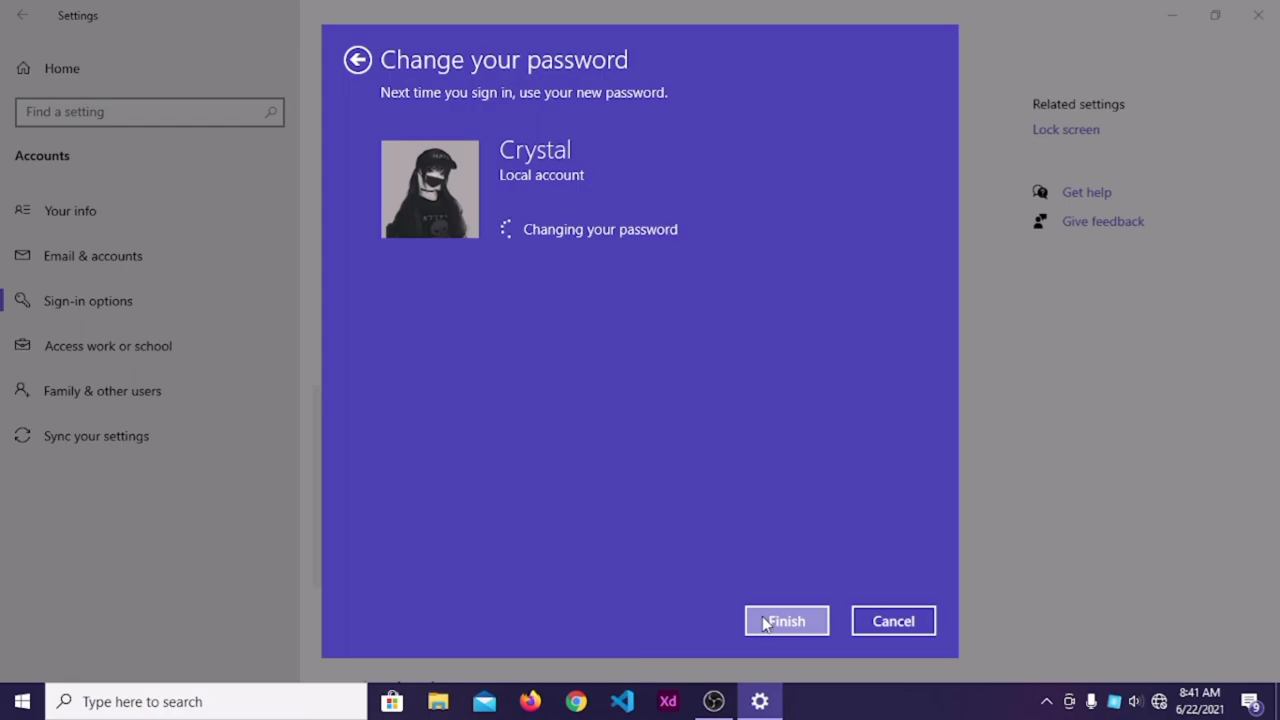 Settings
Home
Find a setting
Accounts
Your info
Email & accounts
Sign-in options
Access work or school
Family & other users
Sync your settings
Change your password
Next time you sign in, use your new password.
Crystal
Local account
Changing your password
Finish
Cancel
Related settings
Lock screen
Get help
Give feedback
Type here to search
Xd
8:41 AM
6/22/2021
9